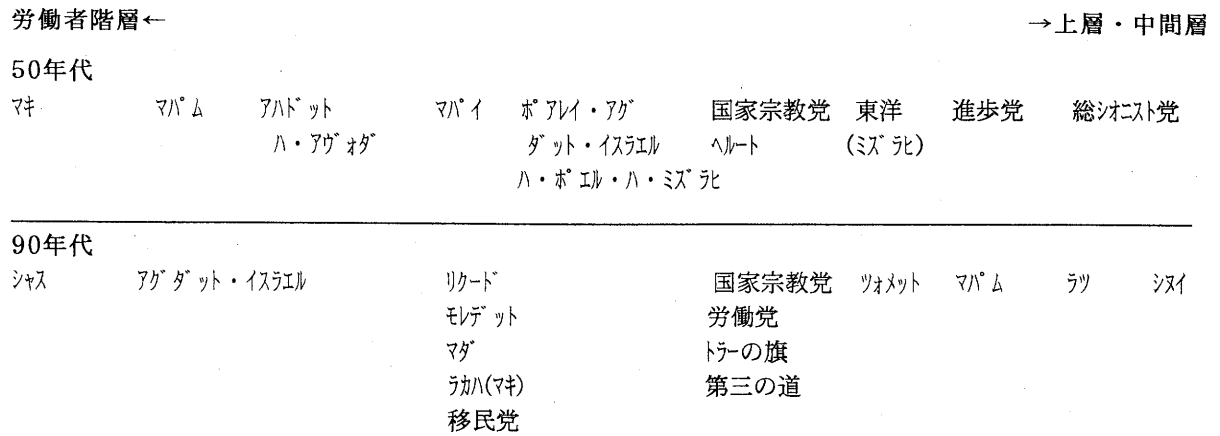 労働者階層← →上層・中間層
50年代
マキ マパム アハドット マパイ ポアレイ・アグ 国家宗教党 東洋 進歩党 総シオニスト党
ハ・アヴォダ ダット・イスラエル ヘルート (ミズラヒ)
ハ・ポエル・ハ・ミズラヒ
90年代
シャス アグダット・イスラエル リクード 国家宗教党 ツォメット マパム ラツ シヌイ
モレデット 労働党
マダ トラーの旗
ラカハ(マキ) 第三の道
移民党